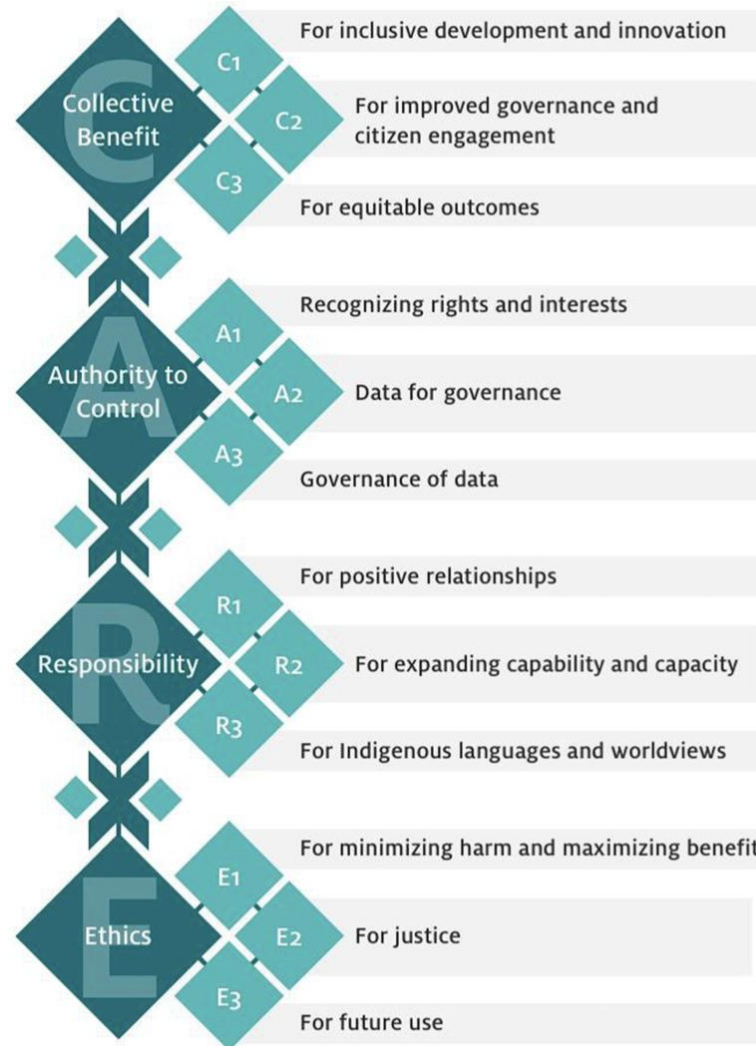 C
Collective
Benefit
C1
For inclusive development and innovation
C2
For improved governance and
citizen engagement
C3
For equitable outcomes
A
Authority to
Control
A1
Recognizing rights and interests
A2
Data for governance
A3
Governance of data
R
Responsibility
R1
For positive relationships
R2
For expanding capability and capacity
R3
For Indigenous languages and worldviews
E
Ethics
E1
For minimizing harm and maximizing benefit
E2
For justice
E3
For future use